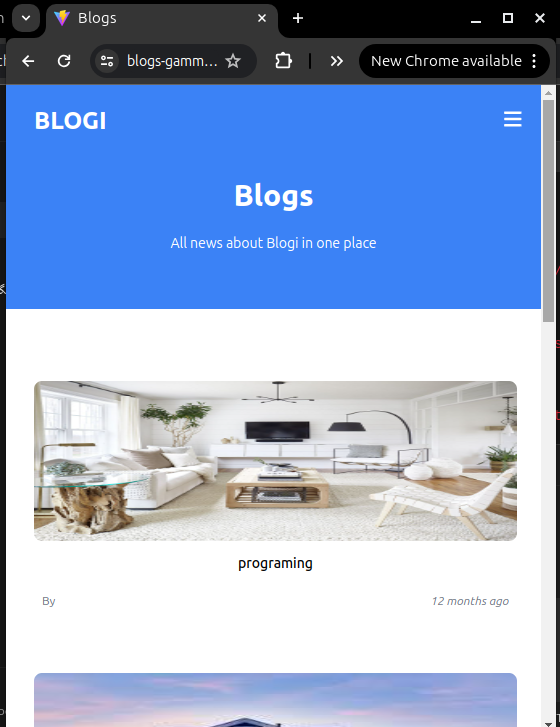 Blogs
blogs-gamm...
New Chrome available
BLOGI
Blogs
All news about Blogi in one place
programing
By
12 months ago